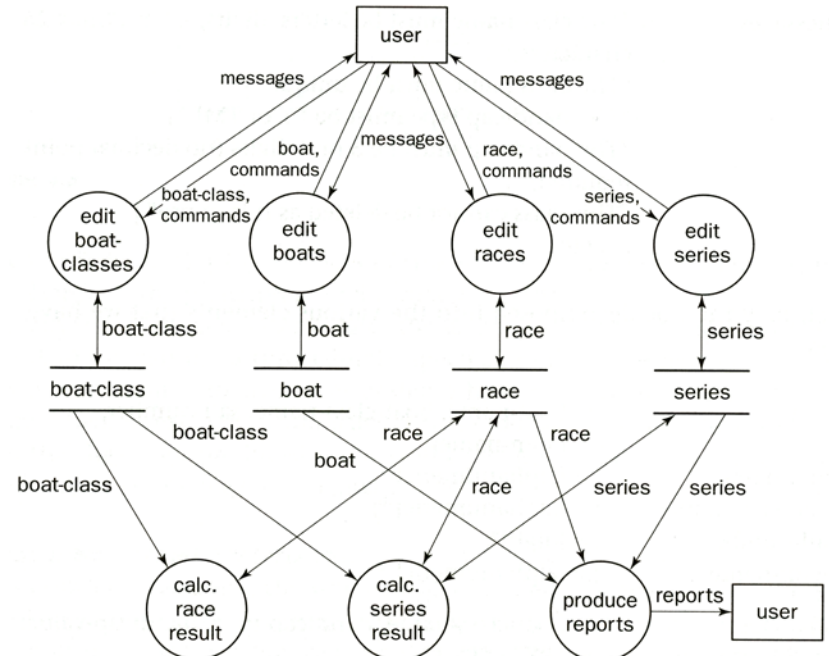 user
messages
messages
messages
boat,
commands
race,
commands
boat-class,
commands
series,
commands
edit
boat-
classes
edit
boats
edit
races
edit
series
boat-class
boat
race
series
boat-class
boat
race
series
boat-class
race
race
boat
boat-class
race
series
series
calc.
race
result
calc.
series
result
produce
reports
reports
user